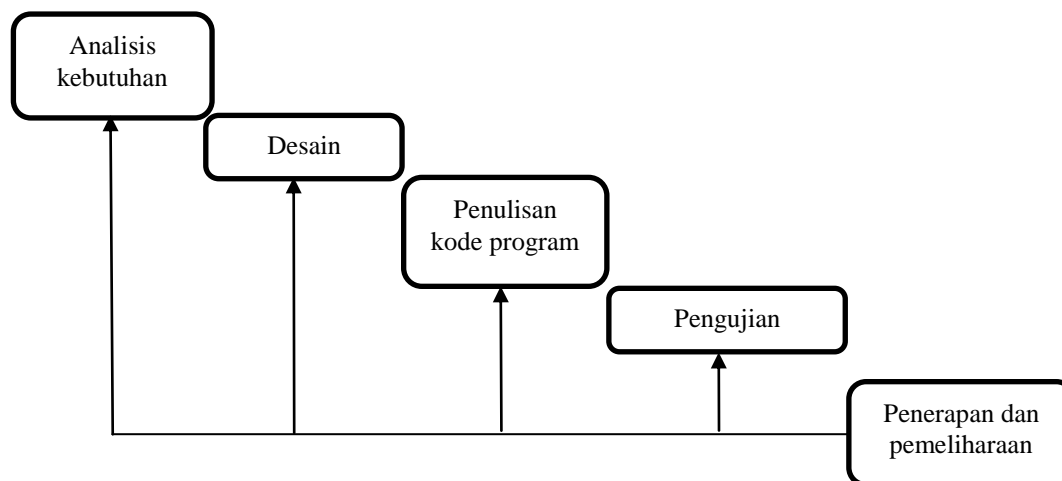 Analisis
kebutuhan
Desain
Penulisan
kode program
Pengujian
Penerapan dan
pemeliharaan